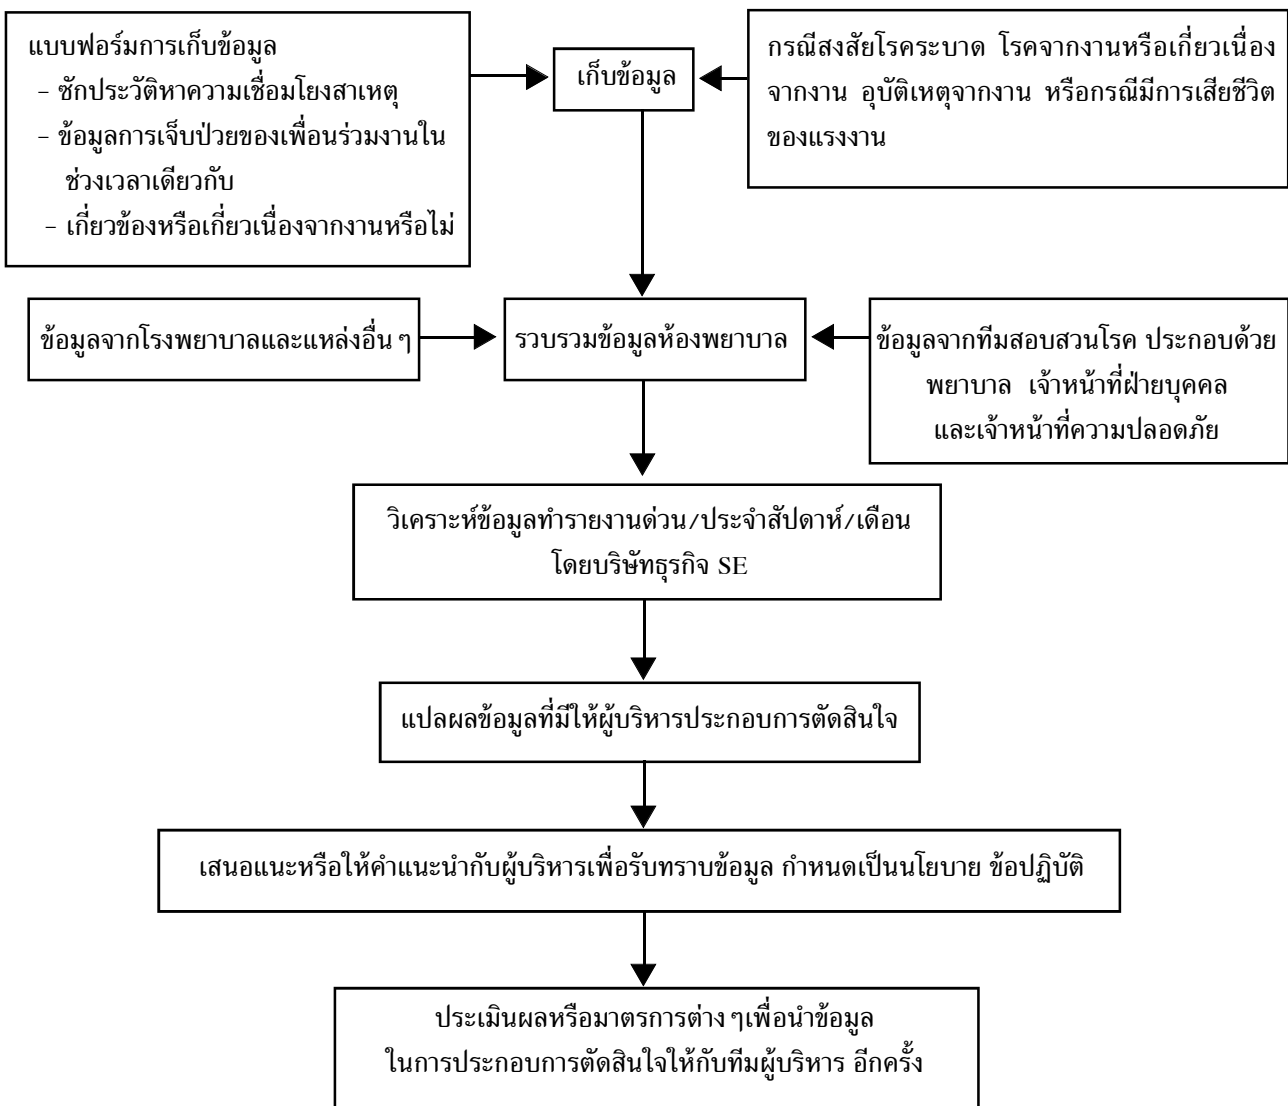 แบบฟอร์มการเก็บข้อมูล
- ซักประวัติหาความเชื่อมโยงสาเหตุ
- ข้อมูลการเจ็บป่วยของเพื่อนร่วมงานใน
ช่วงเวลาเดียวกับ
- เกี่ยวข้องหรือเกี่ยวเนื่องจากงานหรือไม่
เก็บข้อมูล
กรณีสงสัยโรคระบาด โรคจากงานหรือเกี่ยวเนื่อง
จากงาน อุบัติเหตุจากงาน หรือกรณีมีการเสียชีวิต
ของแรงงาน
ข้อมูลจากโรงพยาบาลและแหล่งอื่น ๆ
รวบรวมข้อมูลห้องพยาบาล
ข้อมูลจากทีมสอบสวนโรค ประกอบด้วย
พยาบาล เจ้าหน้าที่ฝ่ายบุคคล
และเจ้าหน้าที่ความปลอดภัย
วิเคราะห์ข้อมูลทำรายงานด่วน/ประจำสัปดาห์/เดือน
โดยบริษัทธุรกิจ SE
แปลผลข้อมูลที่มีให้ผู้บริหารประกอบการตัดสินใจ
เสนอแนะหรือให้คำแนะนำกับผู้บริหารเพื่อรับทราบข้อมูล กำหนดเป็นนโยบาย ข้อปฏิบัติ
ประเมินผลหรือมาตรการต่าง ๆเพื่อนำข้อมูล
ในการประกอบการตัดสินใจให้กับทีมผู้บริหาร อีกครั้ง